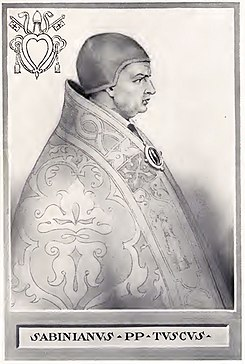 SABINIANVS · PP · TVSCVS ·